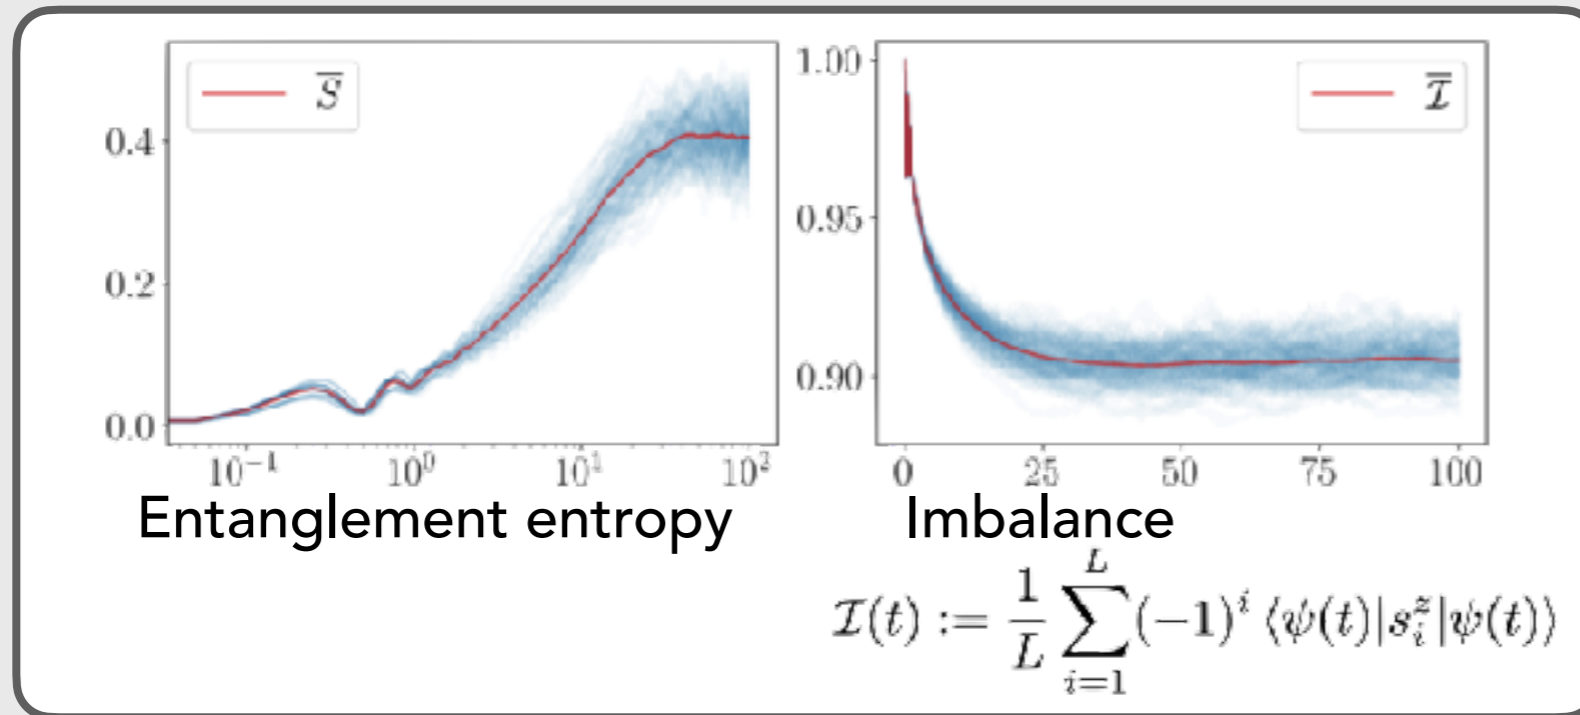 S̅
0.4
0.2
0.0
10⁻¹ 10⁰ 10¹ 10²
Entanglement entropy
I̅
1.00
0.95
0.90
0 25 50 75 100
Imbalance
ℐ(t) := 1/L ∑_{i=1}^{L} (−1)^i ⟨ψ(t)|s_i^z|ψ(t)⟩